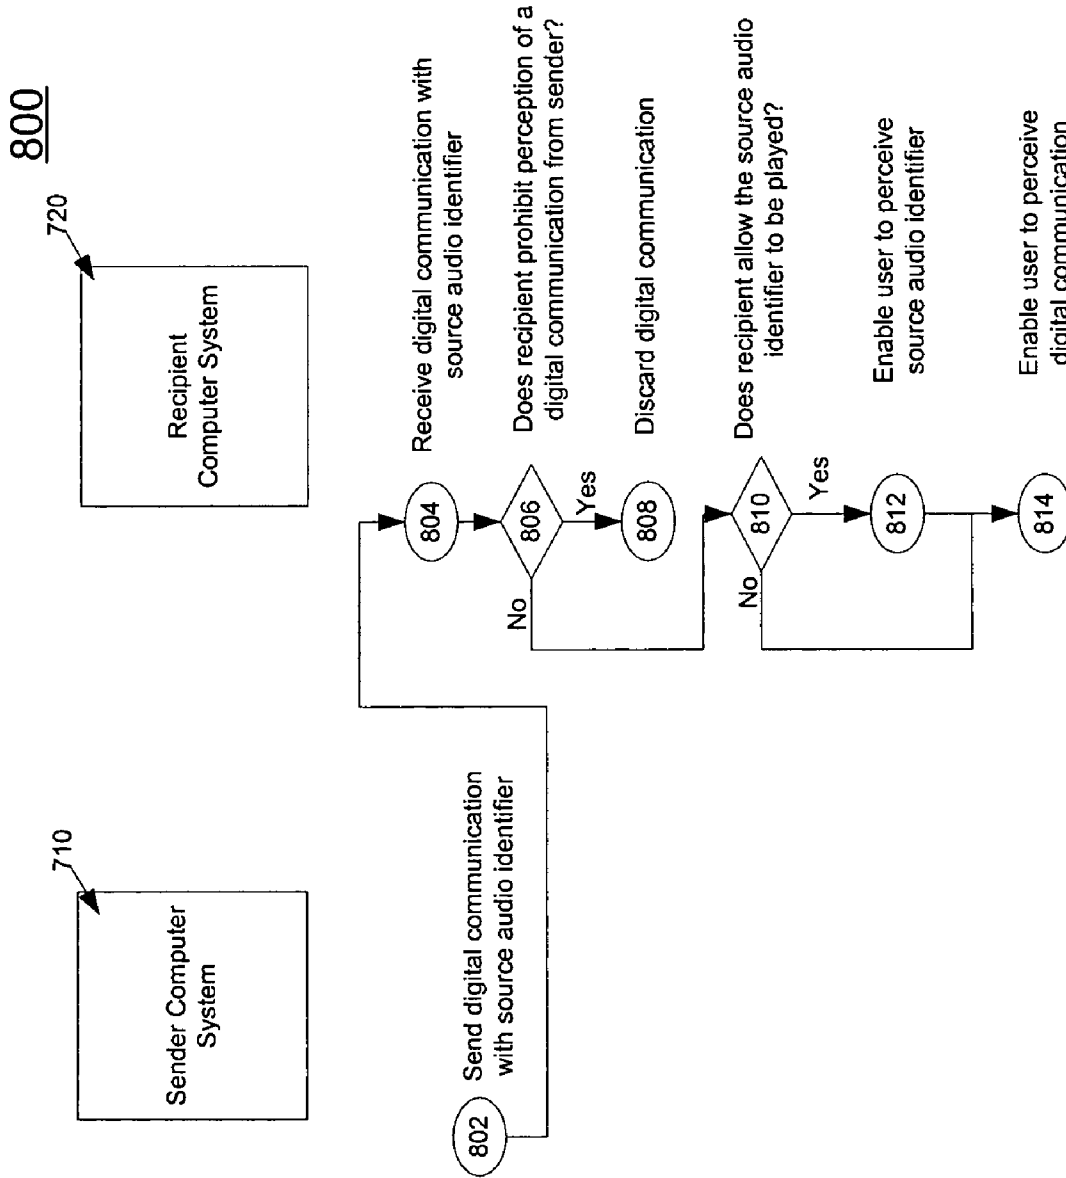 800
710
Sender Computer
System
720
Recipient
Computer System
802
Send digital communication
with source audio identifier
804
Receive digital communication with
source audio identifier
806
Does recipient prohibit perception of a
digital communication from sender?
No
Yes
808
Discard digital communication
810
Does recipient allow the source audio
identifier to be played?
No
Yes
812
Enable user to perceive
source audio identifier
814
Enable user to perceive
digital communication